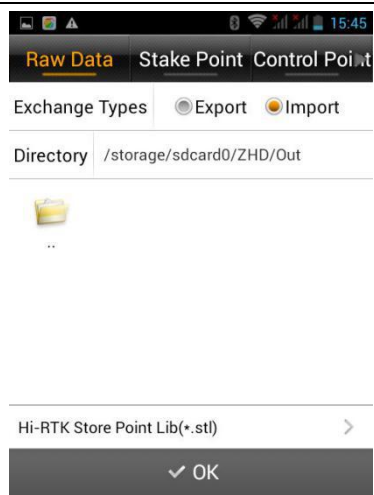 15:45
Raw Data Stake Point Control Point
Exchange Types Export Import
Directory /storage/sdcard0/ZHD/Out
..
Hi-RTK Store Point Lib(*.stl)
OK